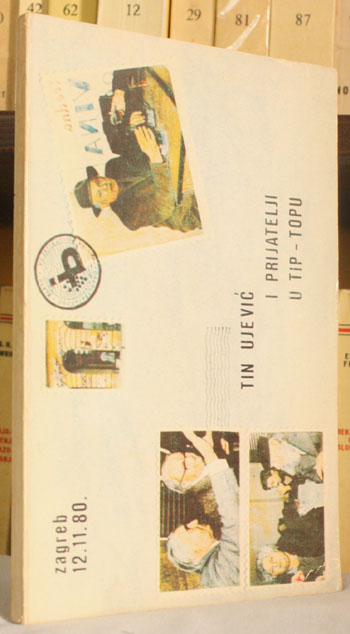 42
62
12
29
81
87
TIN UJEVIĆ
I PRIJATELJI
U TiP-TOPU
zagreb
12.11.80.